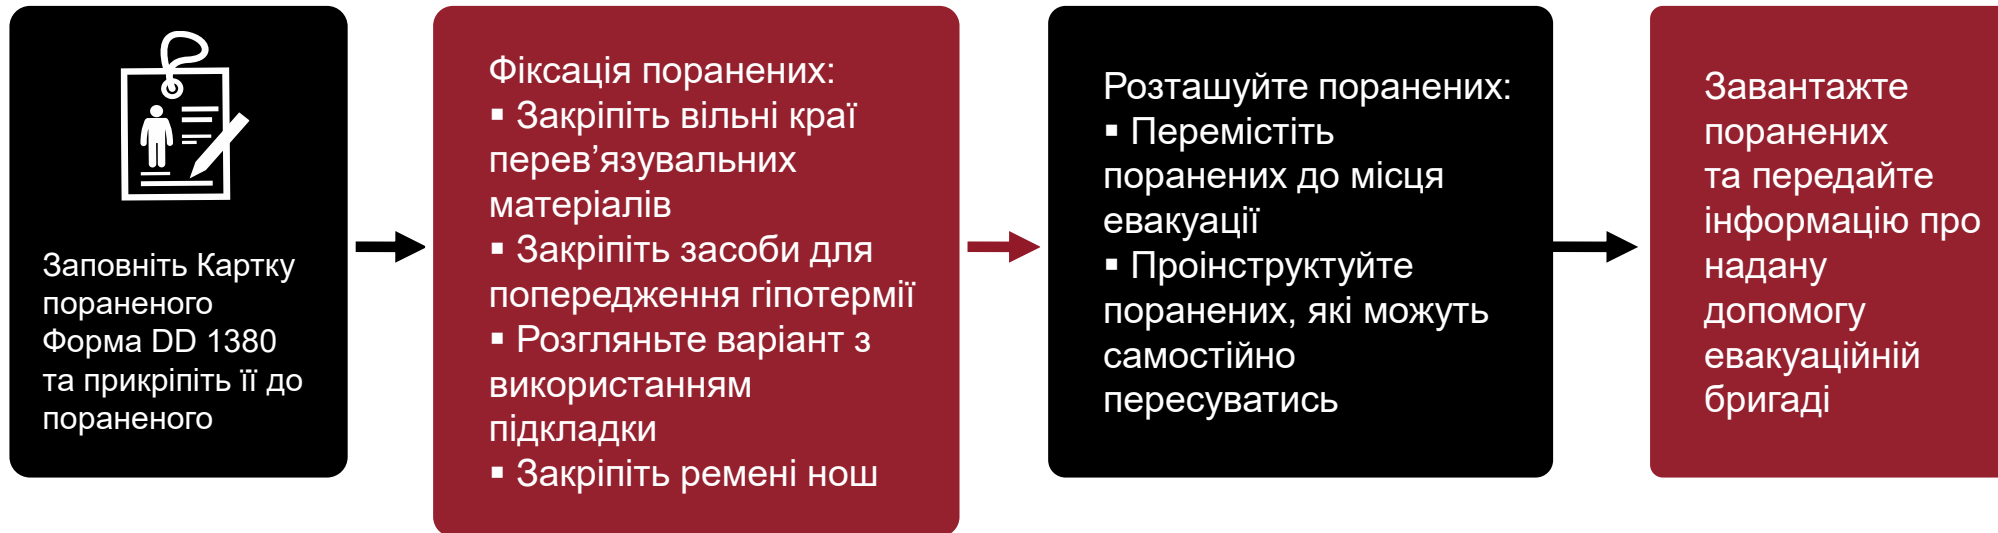 Заповніть Картку
пораненого
Форма DD 1380
та прикріпіть її до
пораненого
Фіксація поранених:
▪ Закріпіть вільні краї
перев’язувальних
матеріалів
▪ Закріпіть засоби для
попередження гіпотермії
▪ Розгляньте варіант з
використанням
підкладки
▪ Закріпіть ремені нош
Розташуйте поранених:
▪ Перемістіть
поранених до місця
евакуації
▪ Проінструктуйте
поранених, які можуть
самостійно
пересуватись
Завантажте
поранених
та передайте
інформацію про
надану
допомогу
евакуаційній
бригаді